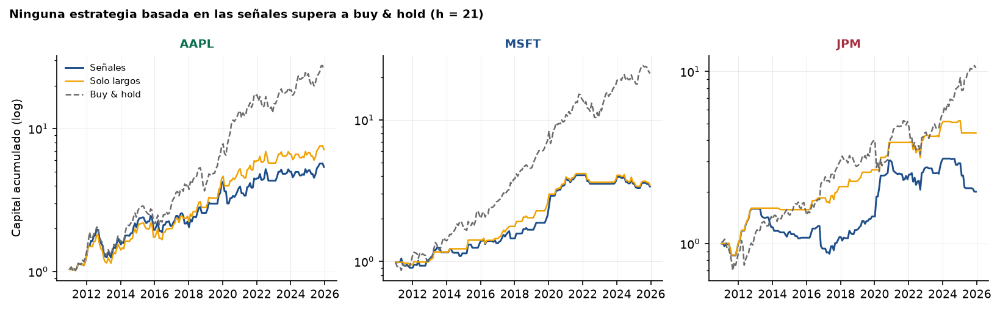 Ninguna estrategia basada en las señales supera a buy & hold (h = 21)
AAPL
MSFT
JPM
Capital acumulado (log)
Señales
Solo largos
Buy & hold
10¹
10⁰
2012 2014 2016 2018 2020 2022 2024 2026
10¹
10⁰
2012 2014 2016 2018 2020 2022 2024 2026
10¹
10⁰
2012 2014 2016 2018 2020 2022 2024 2026